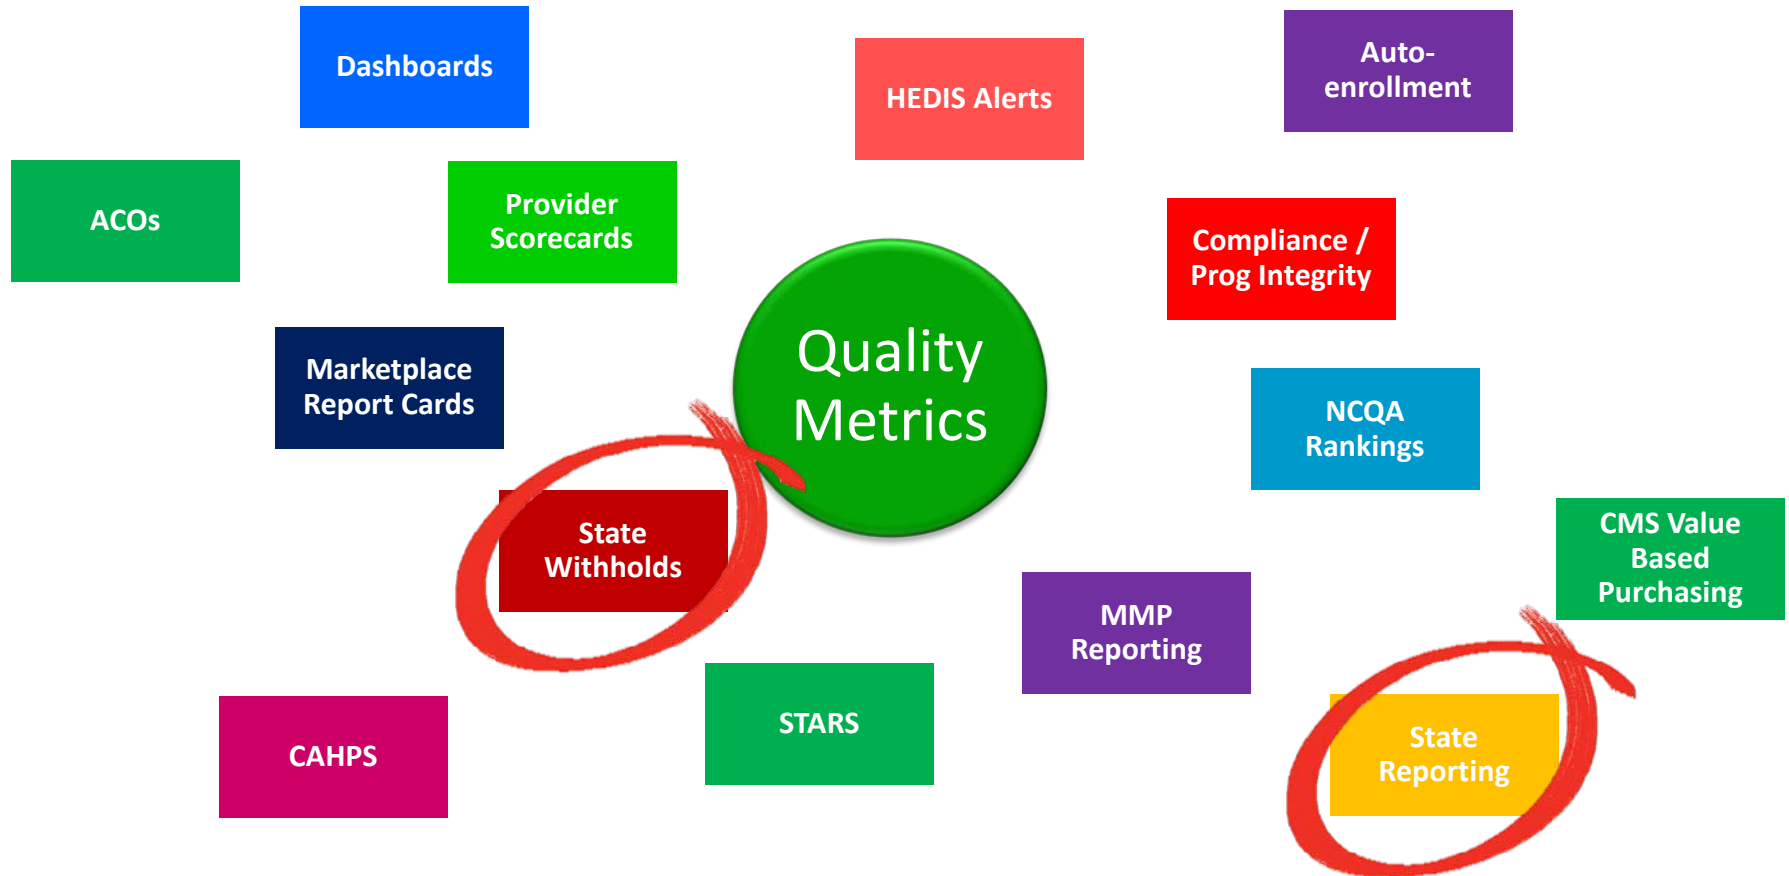 Dashboards
HEDIS Alerts
Auto-
enrollment
ACOs
Provider
Scorecards
Compliance /
Prog Integrity
Quality
Metrics
Marketplace
Report Cards
NCQA
Rankings
State
Withholds
CMS Value
Based
Purchasing
MMP
Reporting
CAHPS
STARS
State
Reporting